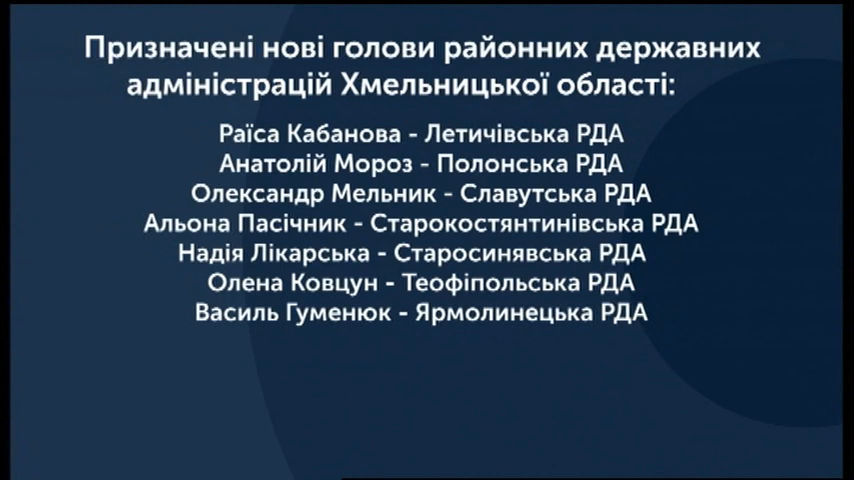 Призначені нові голови районних державних
адміністрацій Хмельницької області:
Раїса Кабанова - Летичівська РДА
Анатолій Мороз - Полонська РДА
Олександр Мельник - Славутська РДА
Альона Пасічник - Старокостянтинівська РДА
Надія Лікарська - Старосинявська РДА
Олена Ковцун - Теофіпольська РДА
Василь Гуменюк - Ярмолинецька РДА